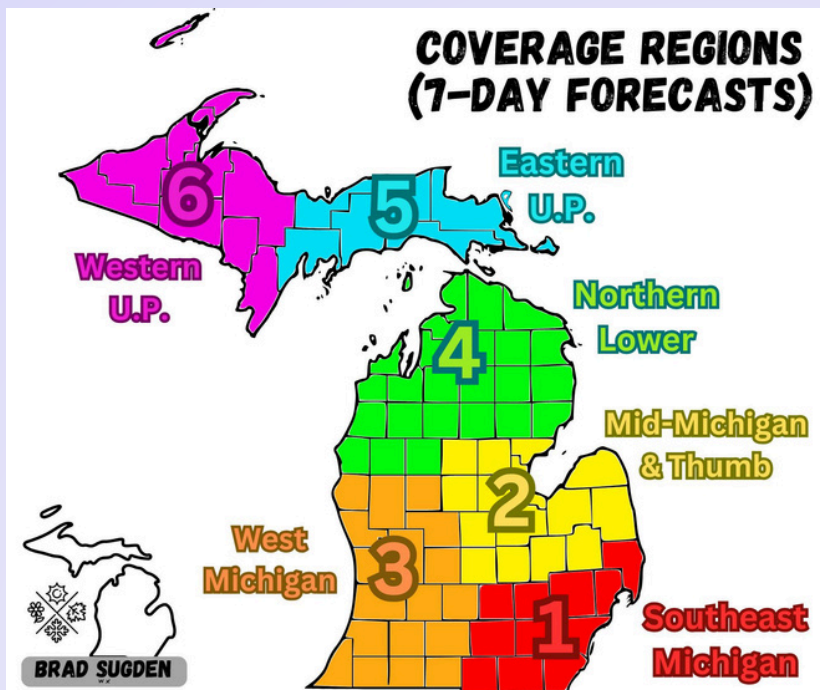 COVERAGE REGIONS
(7-DAY FORECASTS)
Eastern
U.P.
5
6
Western
U.P.
Northern
Lower
4
Mid-Michigan
& Thumb
2
West
Michigan
3
1
Southeast
Michigan
BRAD SUGDEN
WX